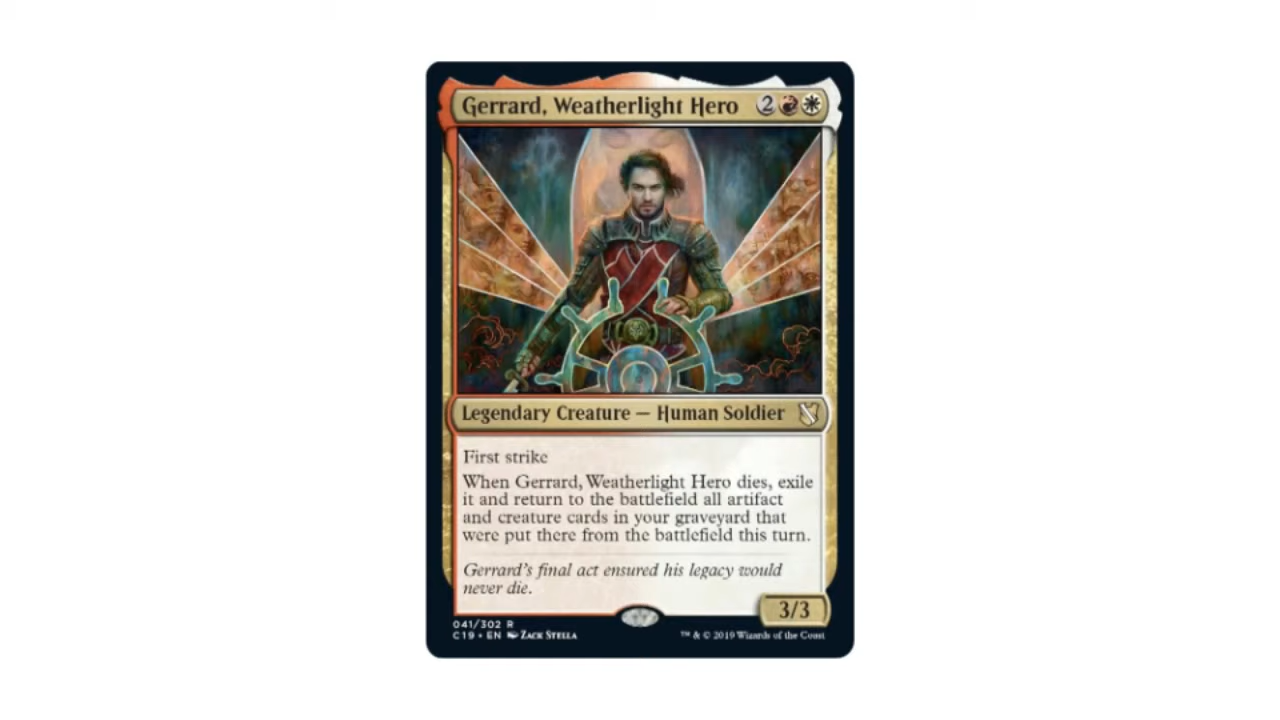 Gerrard, Weatherlight Hero 2
Legendary Creature — Human Soldier
First strike
When Gerrard, Weatherlight Hero dies, exile
it and return to the battlefield all artifact
and creature cards in your graveyard that
were put there from the battlefield this turn.
Gerrard's final act ensured his legacy would
never die.
3/3
041/302 R
C19 • EN Zack Stella
™ & © 2019 Wizards of the Coast